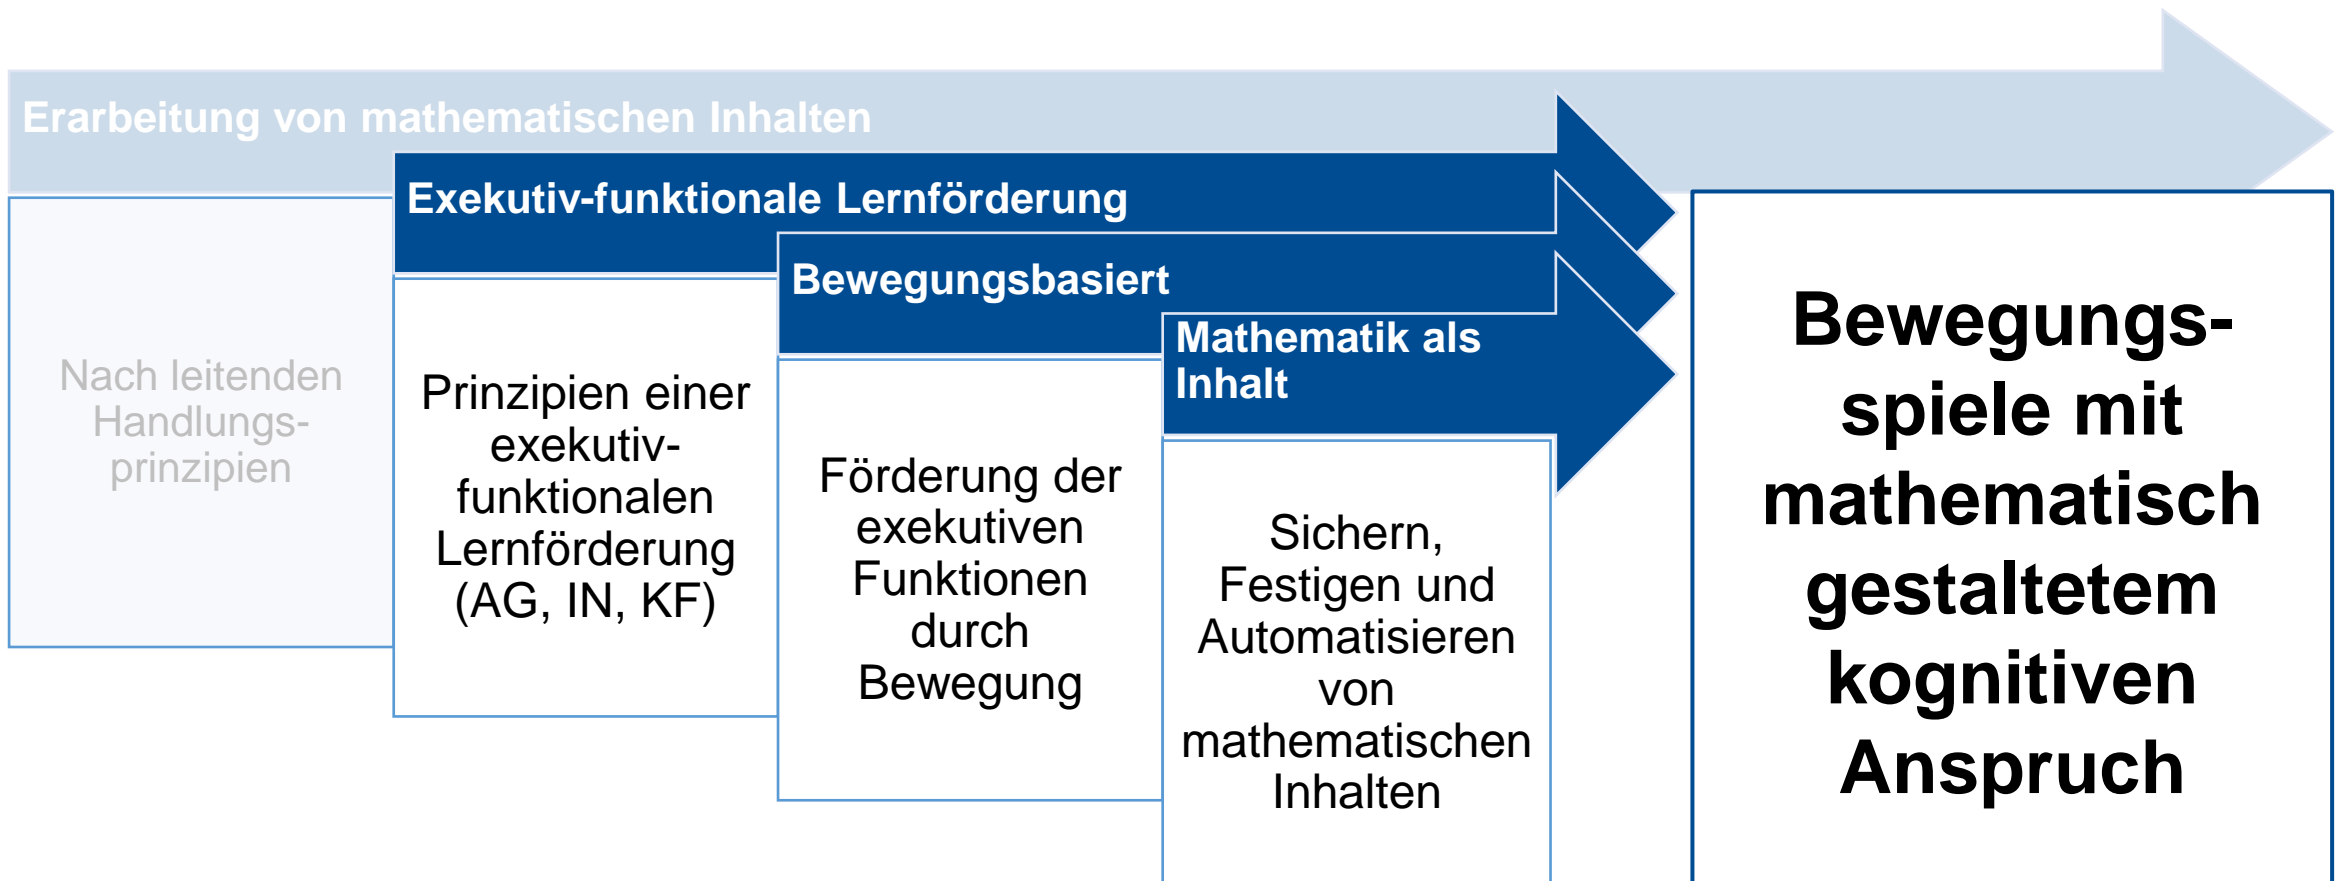 Erarbeitung von mathematischen Inhalten
Nach leitenden
Handlungs-
prinzipien
Exekutiv-funktionale Lernförderung
Prinzipien einer
exekutiv-
funktionalen
Lernförderung
(AG, IN, KF)
Bewegungsbasiert
Förderung der
exekutiven
Funktionen
durch
Bewegung
Mathematik als
Inhalt
Sichern,
Festigen und
Automatisieren
von
mathematischen
Inhalten
Bewegungs-
spiele mit
mathematisch
gestaltetem
kognitiven
Anspruch